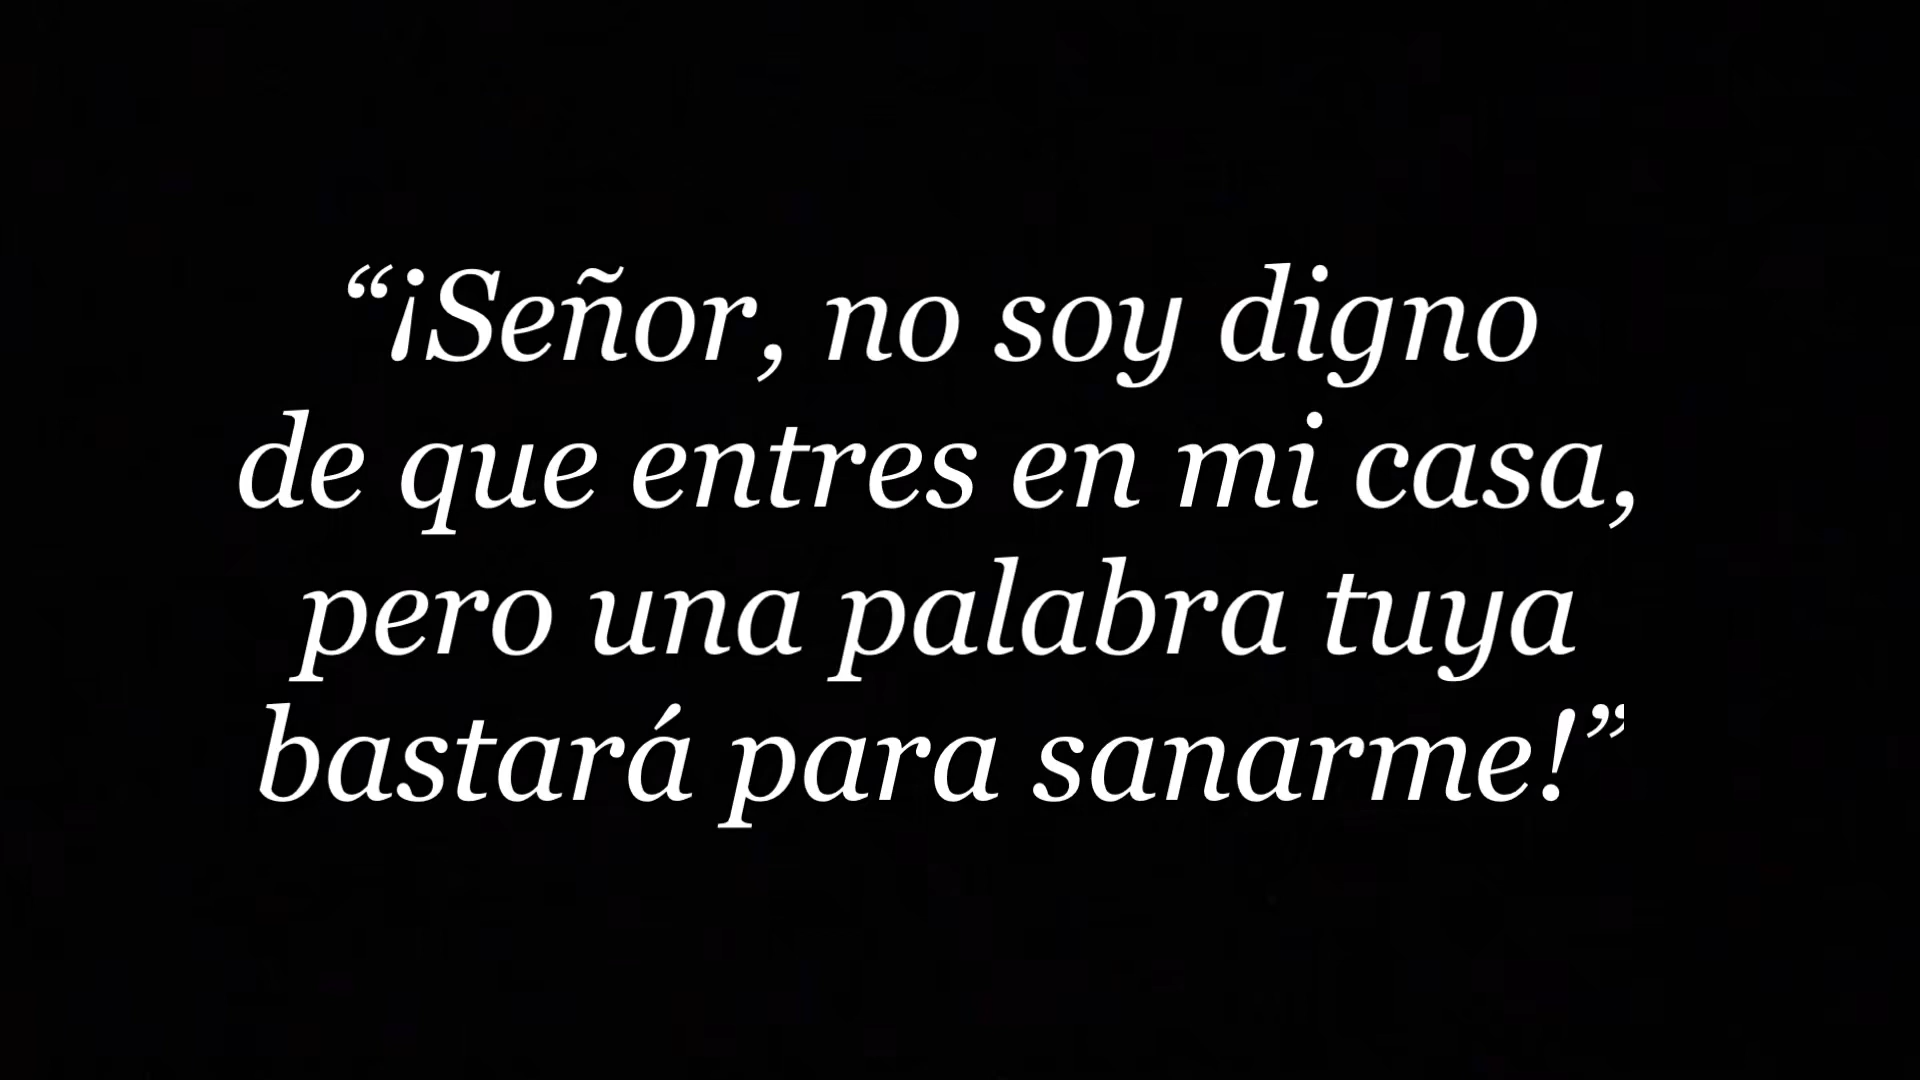 “¡Señor, no soy digno
de que entres en mi casa,
pero una palabra tuya
bastará para sanarme!”